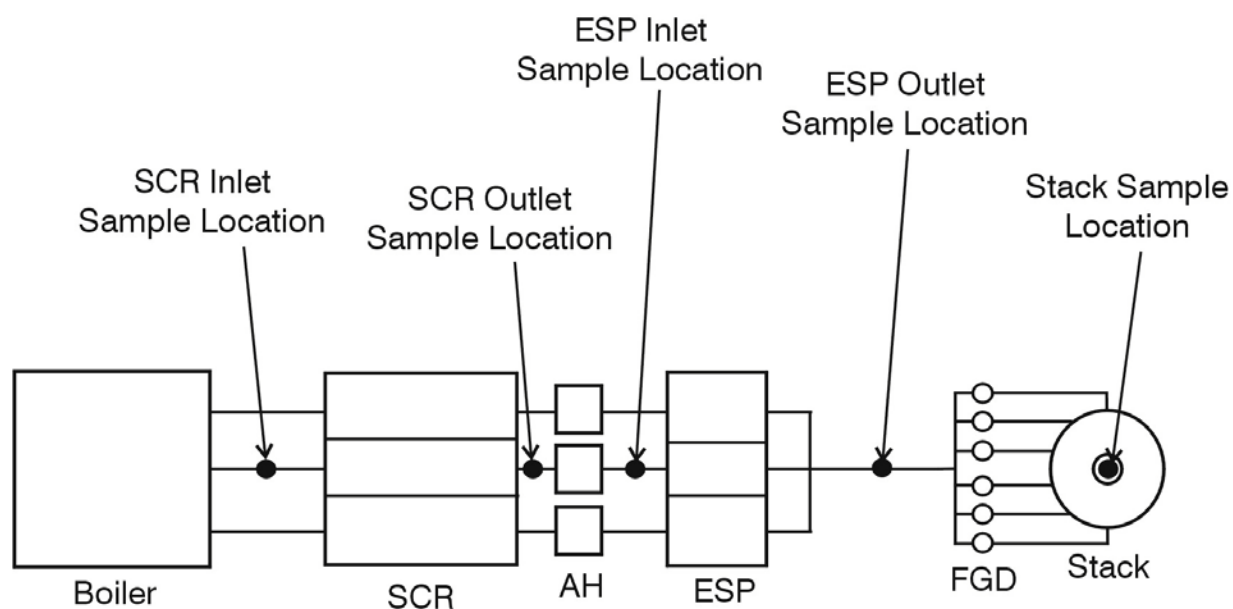 ESP Inlet
Sample Location
ESP Outlet
Sample Location
SCR Inlet
Sample Location
SCR Outlet
Sample Location
Stack Sample
Location
Boiler
SCR
AH
ESP
FGD
Stack